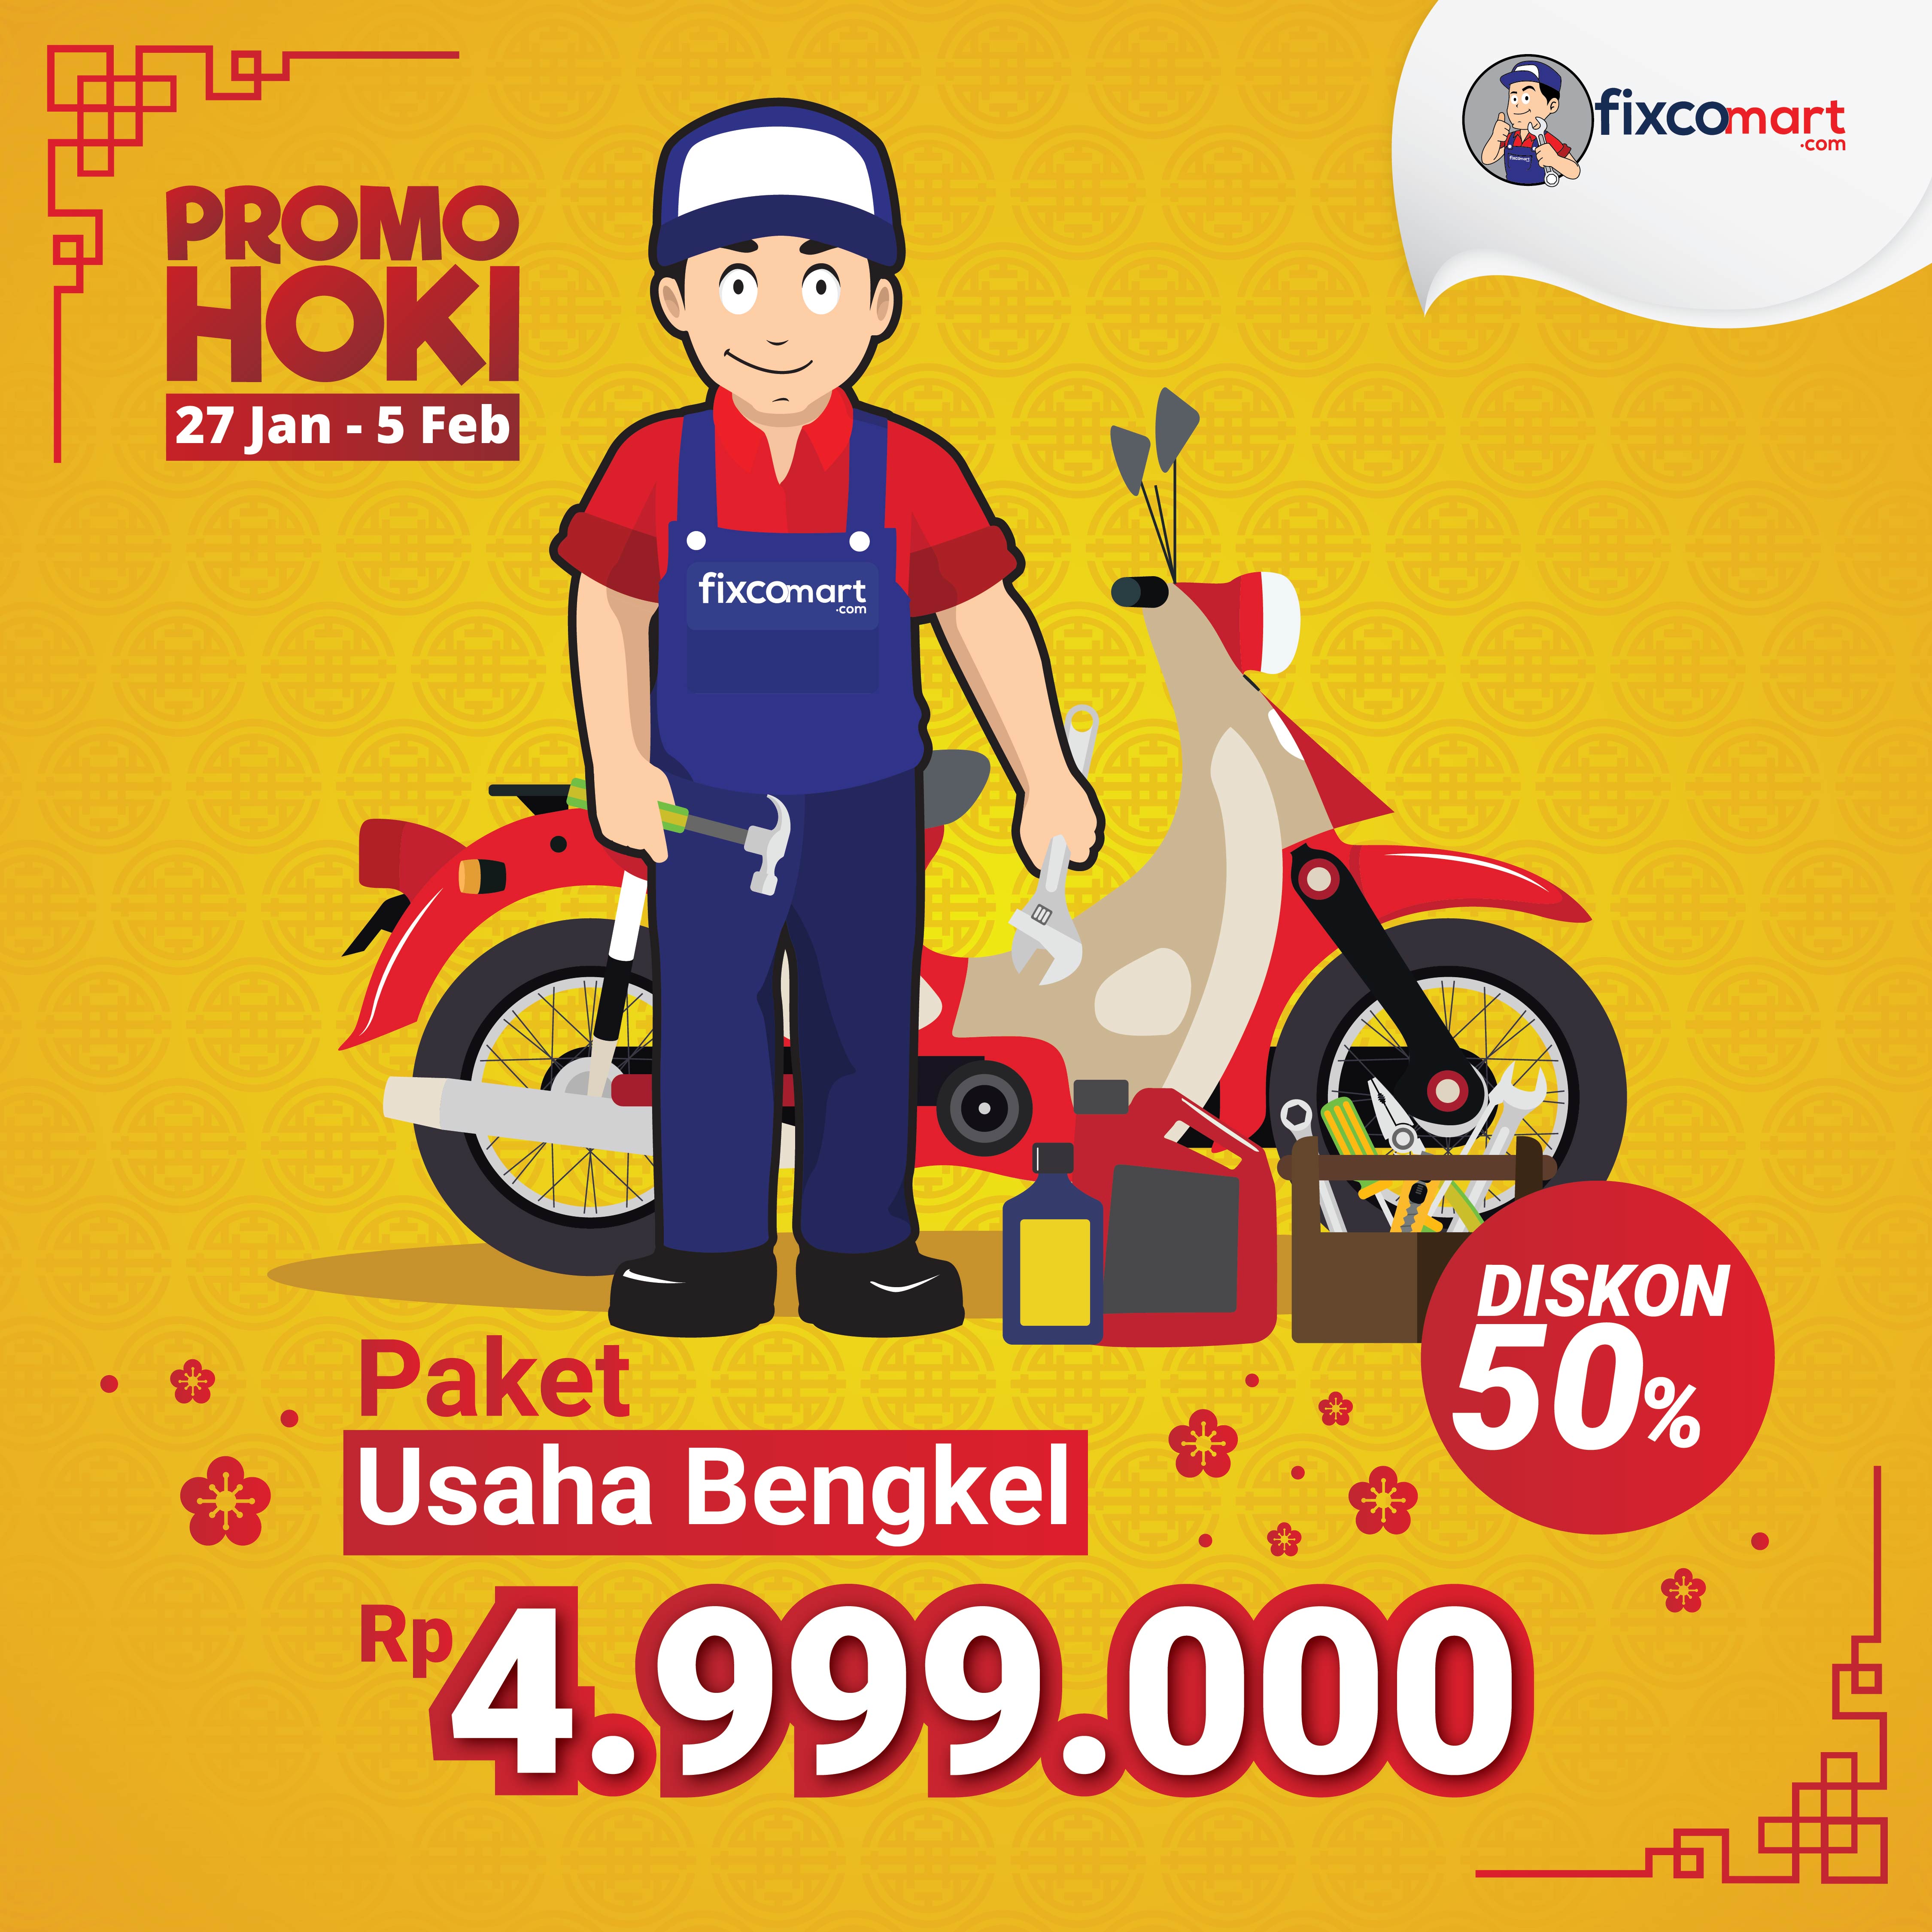 fixcomart
.com
PROMO
HOKI
27 Jan - 5 Feb
fixcomart
.com
DISKON
50%
Paket
Usaha Bengkel
Rp 4.999.000